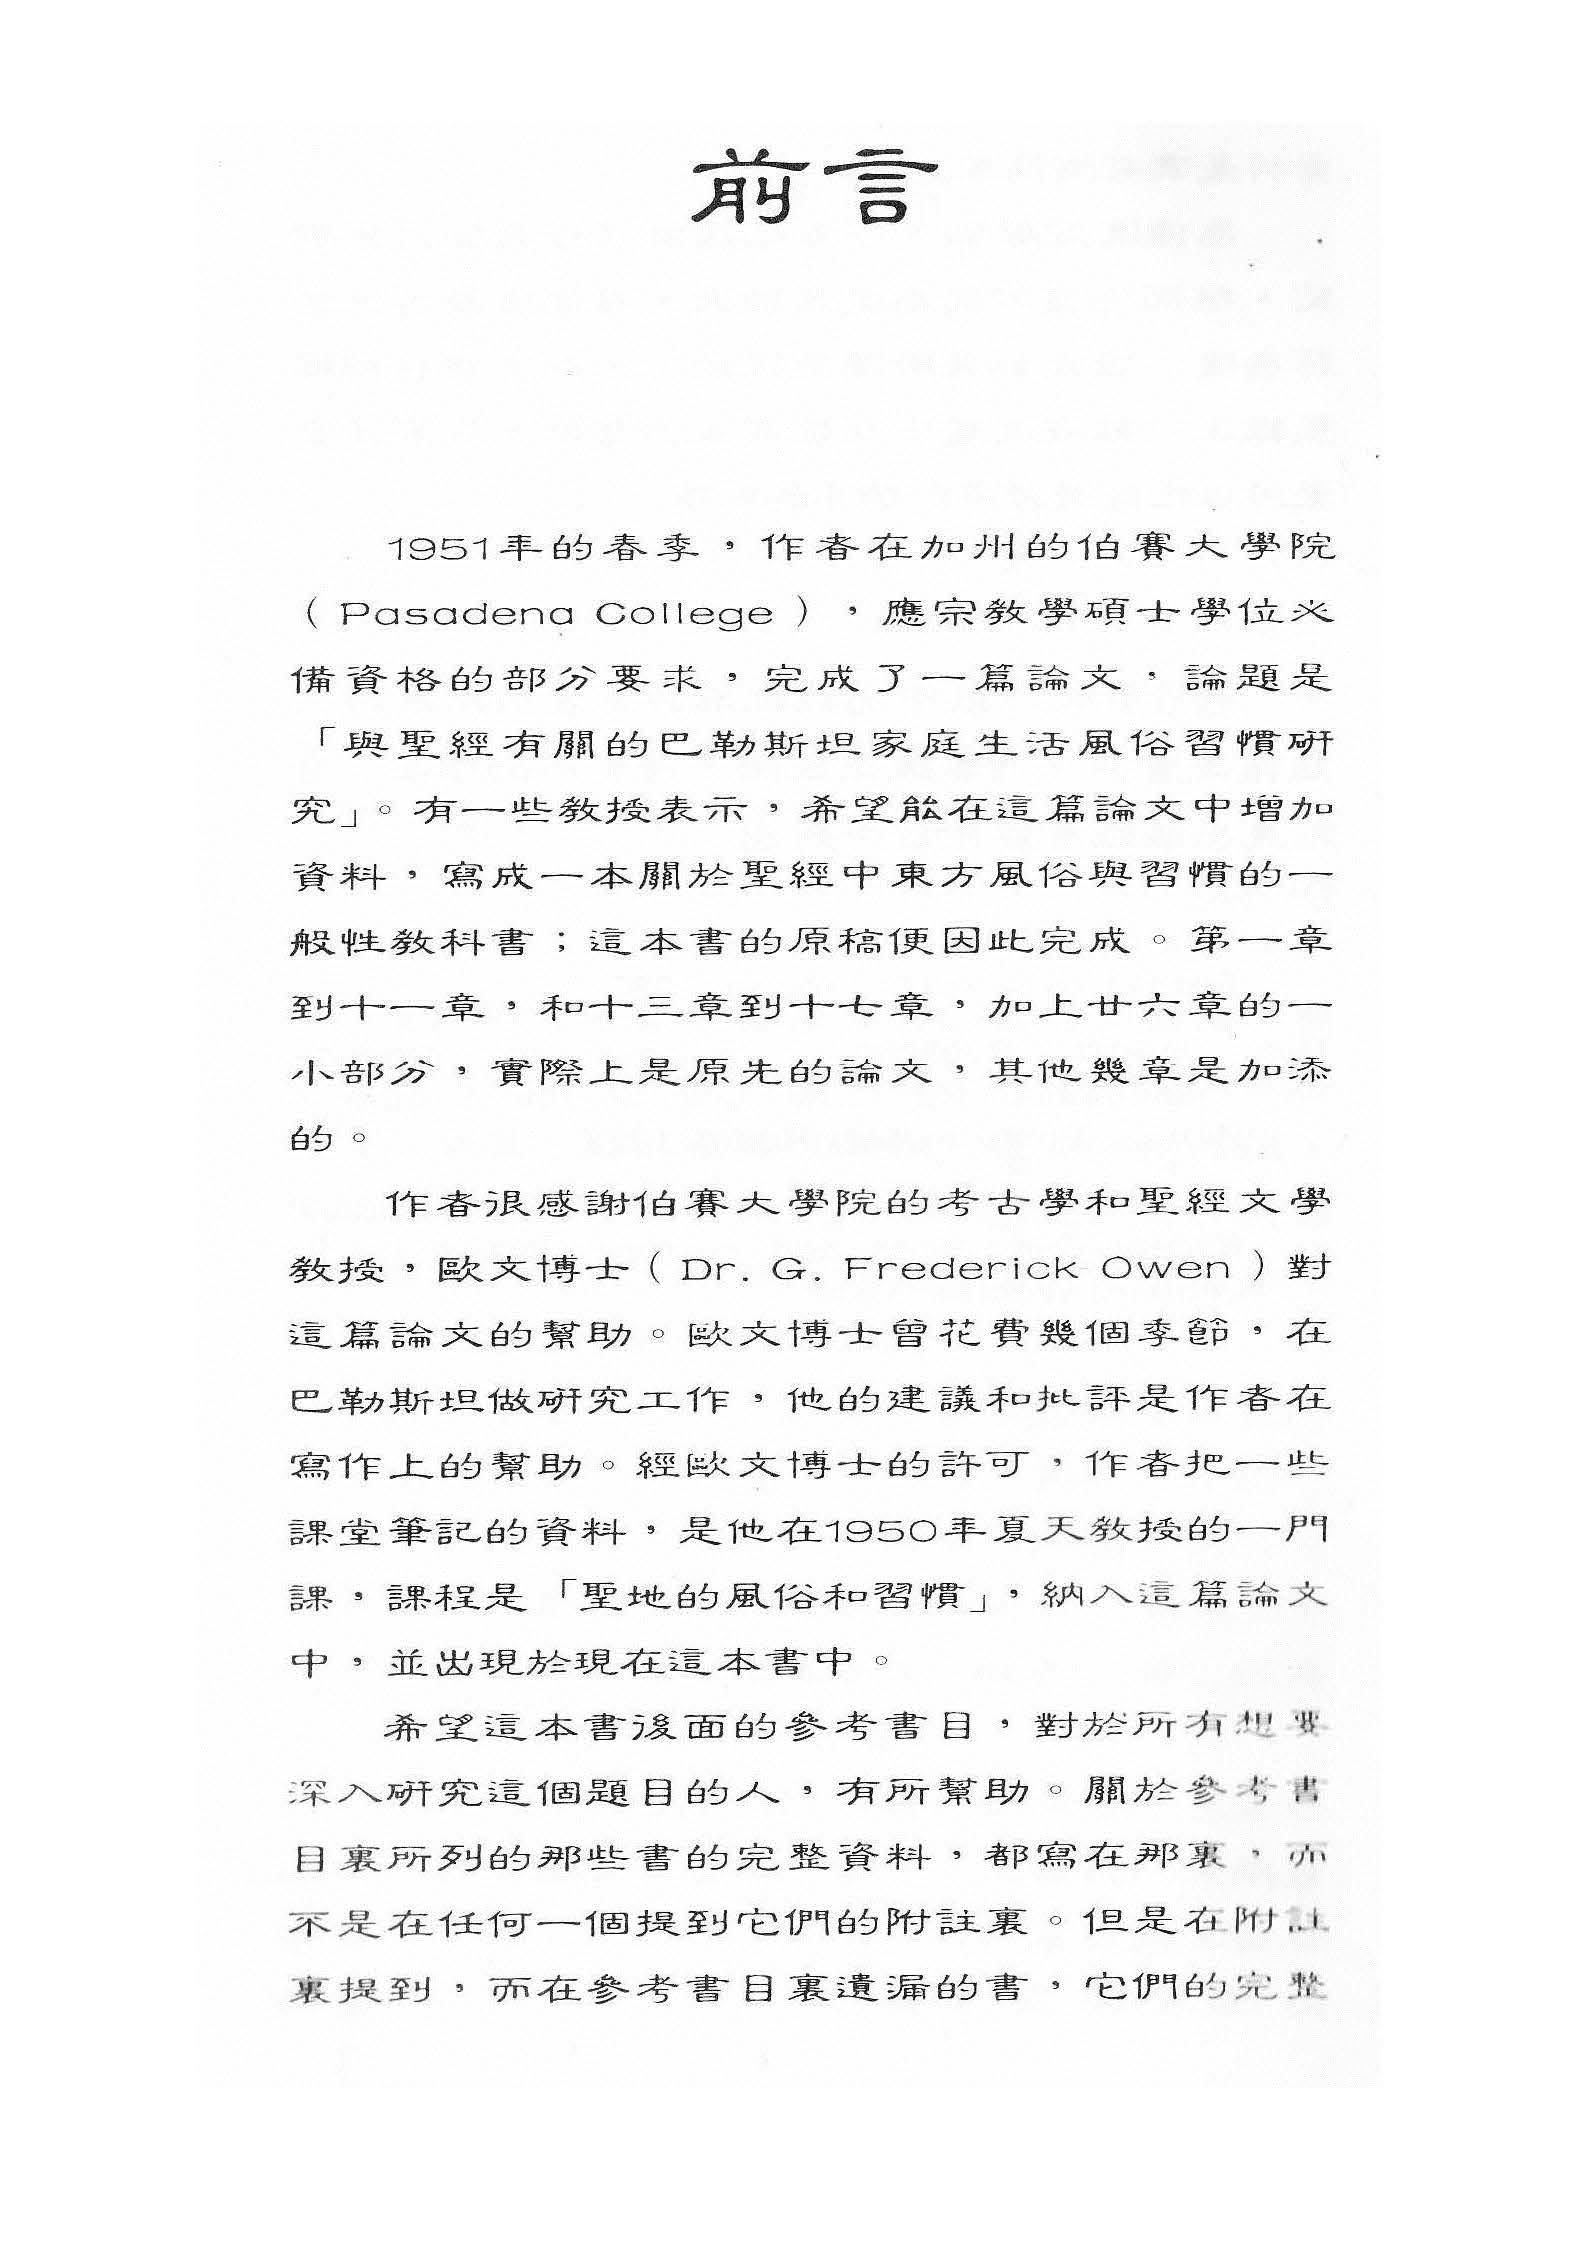 前言
1951年的春季，作者在加州的伯賽大學院
（Pasadena College），應宗教學碩士學位必
備資格的部分要求，完成了一篇論文，論題是
「與聖經有關的巴勒斯坦家庭生活風俗習慣研
究」。有一些教授表示，希望能在這篇論文中增加
資料，寫成一本關於聖經中東方風俗與習慣的一
般性教科書；這本書的原稿便因此完成。第一章
到十一章，和十三章到十七章，加上廿六章的一
小部分，實際上是原先的論文，其他幾章是加添
的。
作者很感謝伯賽大學院的考古學和聖經文學
教授，歐文博士（Dr. G. Frederick Owen）對
這篇論文的幫助。歐文博士曾花費幾個季節，在
巴勒斯坦做研究工作，他的建議和批評是作者在
寫作上的幫助。經歐文博士的許可，作者把一些
課堂筆記的資料，是他在1950年夏天教授的一門
課，課程是「聖地的風俗和習慣」，納入這篇論文
中，並出現於現在這本書中。
希望這本書後面的參考書目，對於所有想要
深入研究這個題目的人，有所幫助。關於參考書
目裏所列的那些書的完整資料，都寫在那裏，而
不是在任何一個提到它們的附註裏。但是在附註
裏提到，而在參考書目裏遺漏的書，它們的完整